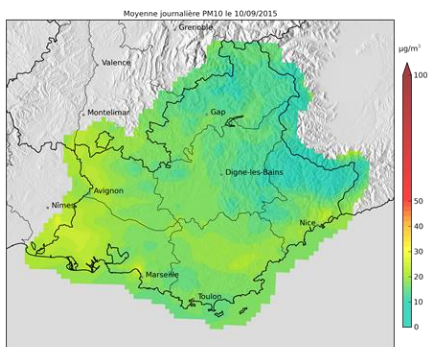 Moyenne journalière PM10 le 10/09/2015
Grenoble
µg/m³
Valence
100
Montelimar
Gap
Digne-les-Bains
Avignon
50
Nîmes
40
Nice
30
20
Marseille
10
Toulon
0